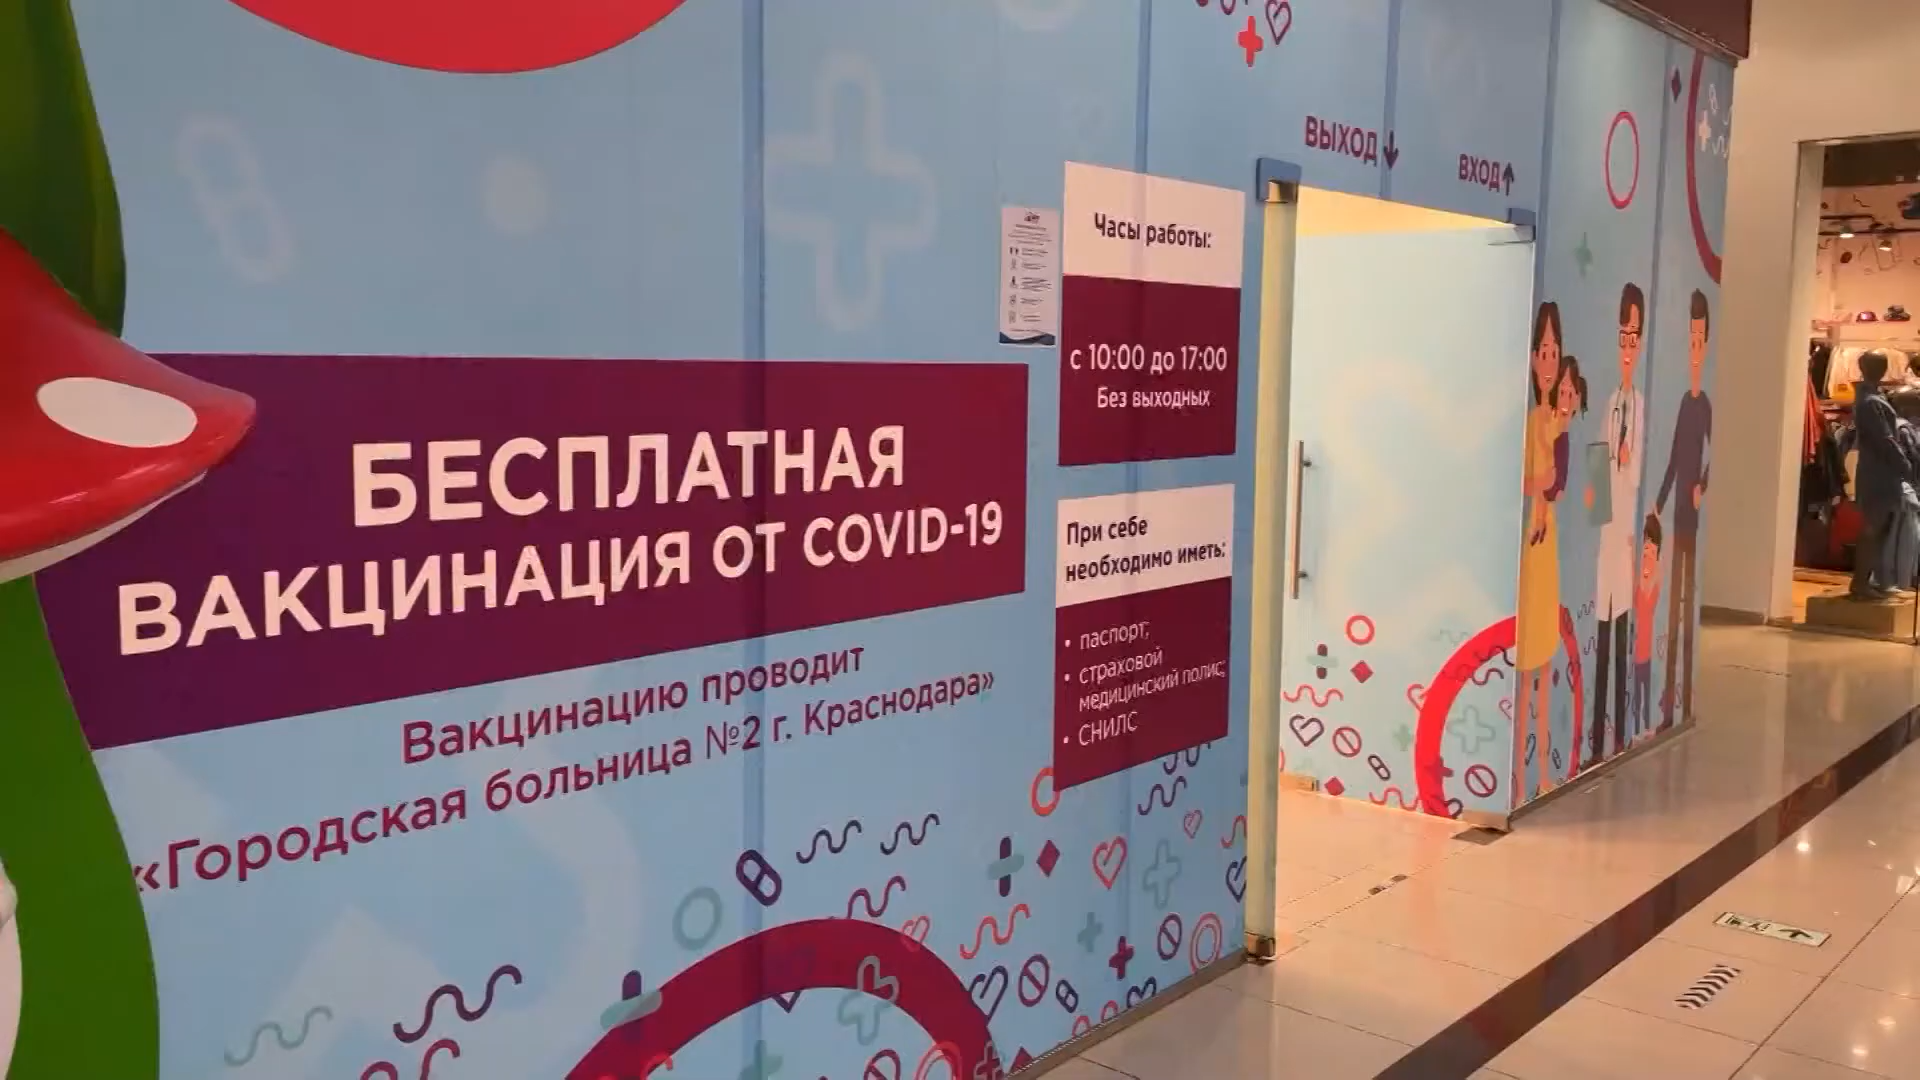 БЕСПЛАТНАЯ
ВАКЦИНАЦИЯ ОТ COVID-19
Вакцинацию проводит
«Городская больница №2 г. Краснодара»
Часы работы:
с 10:00 до 17:00
Без выходных
При себе
необходимо иметь:
• паспорт;
• страховой
медицинский полис;
• СНИЛС
ВЫХОД↓
ВХОД↑